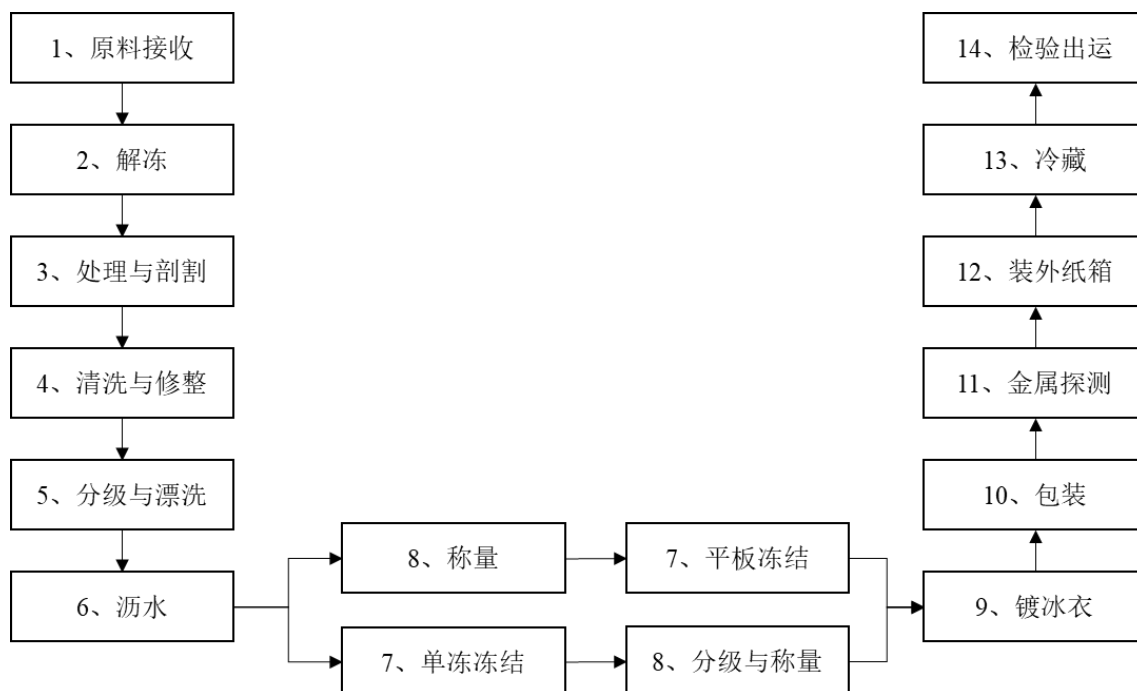 1、原料接收
2、解冻
3、处理与剖割
4、清洗与修整
5、分级与漂洗
6、沥水
8、称量
7、平板冻结
7、单冻冻结
8、分级与称量
9、镀冰衣
10、包装
11、金属探测
12、装外纸箱
13、冷藏
14、检验出运